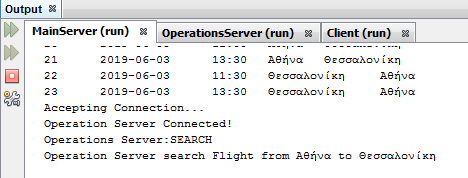 Output
MainServer (run) OperationsServer (run) Client (run)
21 2019-06-03 13:30 Αθήνα Θεσσαλονίκη
22 2019-06-03 11:30 Θεσσαλονίκη Αθήνα
23 2019-06-03 13:30 Θεσσαλονίκη Αθήνα
Accepting Connection...
Operation Server Connected!
Operations Server:SEARCH
Operation Server search Flight from Αθήνα to Θεσσαλονίκη